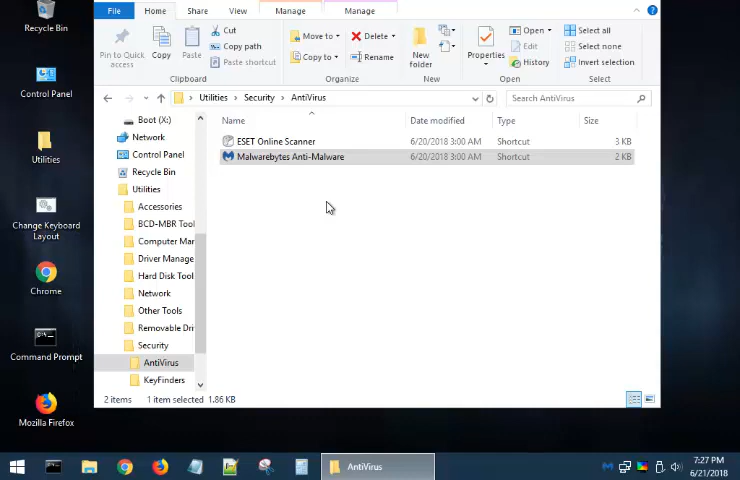 Recycle Bin
Control Panel
Utilities
Change Keyboard
Layout
Chrome
Command Prompt
Mozilla Firefox
File Home Share View Manage Manage
Pin to Quick
access
Copy
Paste
Cut
Copy path
Paste shortcut
Clipboard
Move to
Copy to
Delete
Rename
Organize
New
folder
New
Properties
Open
Edit
History
Open
Select all
Select none
Invert selection
Select
Utilities > Security > AntiVirus
Search AntiVirus
Boot (X:)
Network
Control Panel
Recycle Bin
Utilities
Accessories
BCD-MBR Tool
Computer Mar
Driver Manage
Hard Disk Tool
Network
Other Tools
Removable Dri
Security
AntiVirus
KeyFinders
Name Date modified Type Size
ESET Online Scanner 6/20/2018 3:00 AM Shortcut 3 KB
Malwarebytes Anti-Malware 6/20/2018 3:00 AM Shortcut 2 KB
2 items 1 item selected 1.86 KB
AntiVirus
7:27 PM
6/21/2018